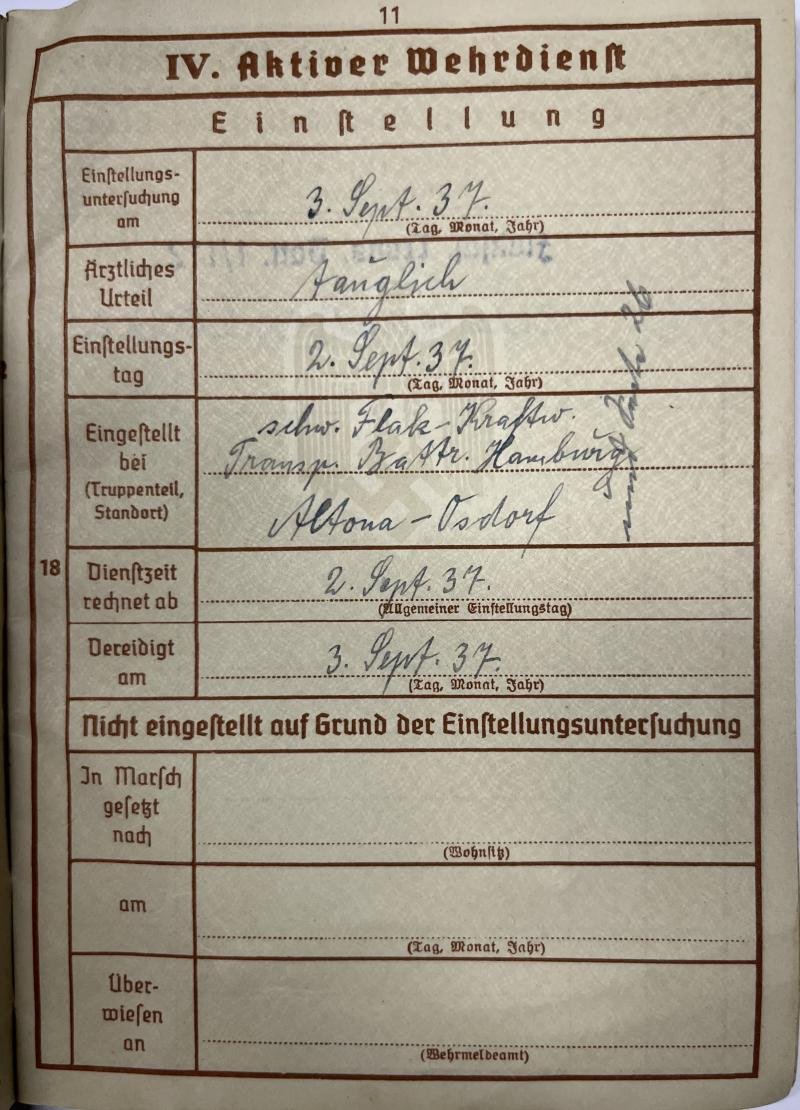 11
IV. Aktiver Wehrdienst
Einstellung
Einstellungs-
untersuchung
am
3. Sept. 37.
(Tag, Monat, Jahr)
Ärztliches
Urteil
tauglich
Einstellungs-
tag
2. Sept. 37.
(Tag, Monat, Jahr)
Eingestellt
bei
(Truppenteil,
Standort)
schw. Flak-Kraftw.
Transp. Battr. Hamburg
Altona-Osdorf
18
Dienstzeit
rechnet ab
2. Sept. 37.
(Allgemeiner Einstellungstag)
Vereidigt
am
3. Sept. 37.
(Tag, Monat, Jahr)
Nicht eingestellt auf Grund der Einstellungsuntersuchung
In Marsch
gesetzt
nach
(Wohnsitz)
am
(Tag, Monat, Jahr)
Über-
wiesen
an
(Wehrmeldeamt)